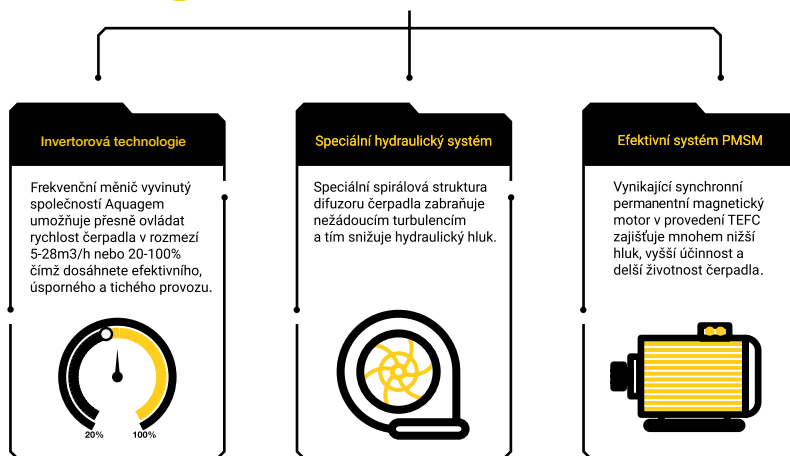 Invertorová technologie
Frekvenční měnič vyvinutý
společností Aquagem
umožňuje přesně ovládat
rychlost čerpadla v rozmezí
5-28m3/h nebo 20-100%
čímž dosáhnete efektivního,
úsporného a tichého provozu.
20% 100%
Speciální hydraulický systém
Speciální spirálová struktura
difuzoru čerpadla zabraňuje
nežádoucím turbulencím
a tím snižuje hydraulický hluk.
Efektivní systém PMSM
Vynikající synchronní
permanentní magnetický
motor v provedení TEFC
zajišťuje mnohem nižší
hluk, vyšší účinnost a
delší životnost čerpadla.